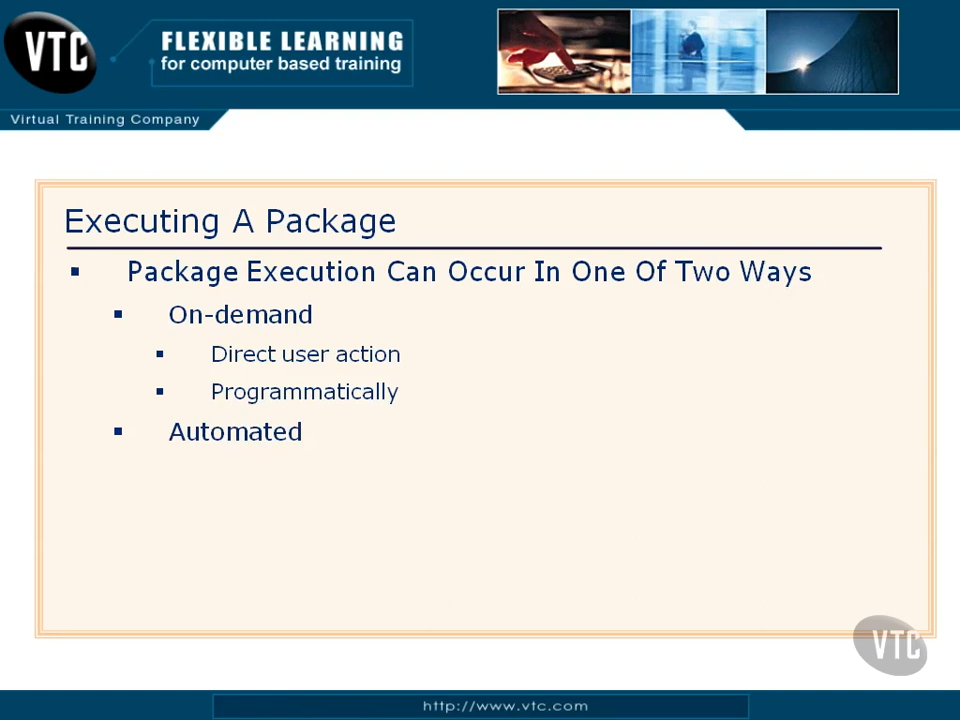 VTC
FLEXIBLE LEARNING
for computer based training
Virtual Training Company
Executing A Package
Package Execution Can Occur In One Of Two Ways
On-demand
Direct user action
Programmatically
Automated
VTC
http://www.vtc.com